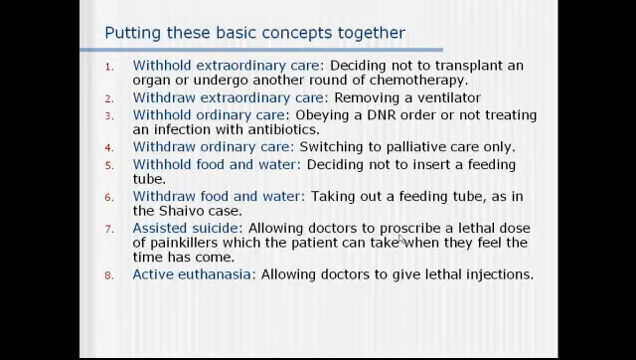 Putting these basic concepts together
1. Withhold extraordinary care: Deciding not to transplant an
organ or undergo another round of chemotherapy.
2. Withdraw extraordinary care: Removing a ventilator
3. Withhold ordinary care: Obeying a DNR order or not treating
an infection with antibiotics.
4. Withdraw ordinary care: Switching to palliative care only.
5. Withhold food and water: Deciding not to insert a feeding
tube.
6. Withdraw food and water: Taking out a feeding tube, as in
the Shaivo case.
7. Assisted suicide: Allowing doctors to proscribe a lethal dose
of painkillers which the patient can take when they feel the
time has come.
8. Active euthanasia: Allowing doctors to give lethal injections.